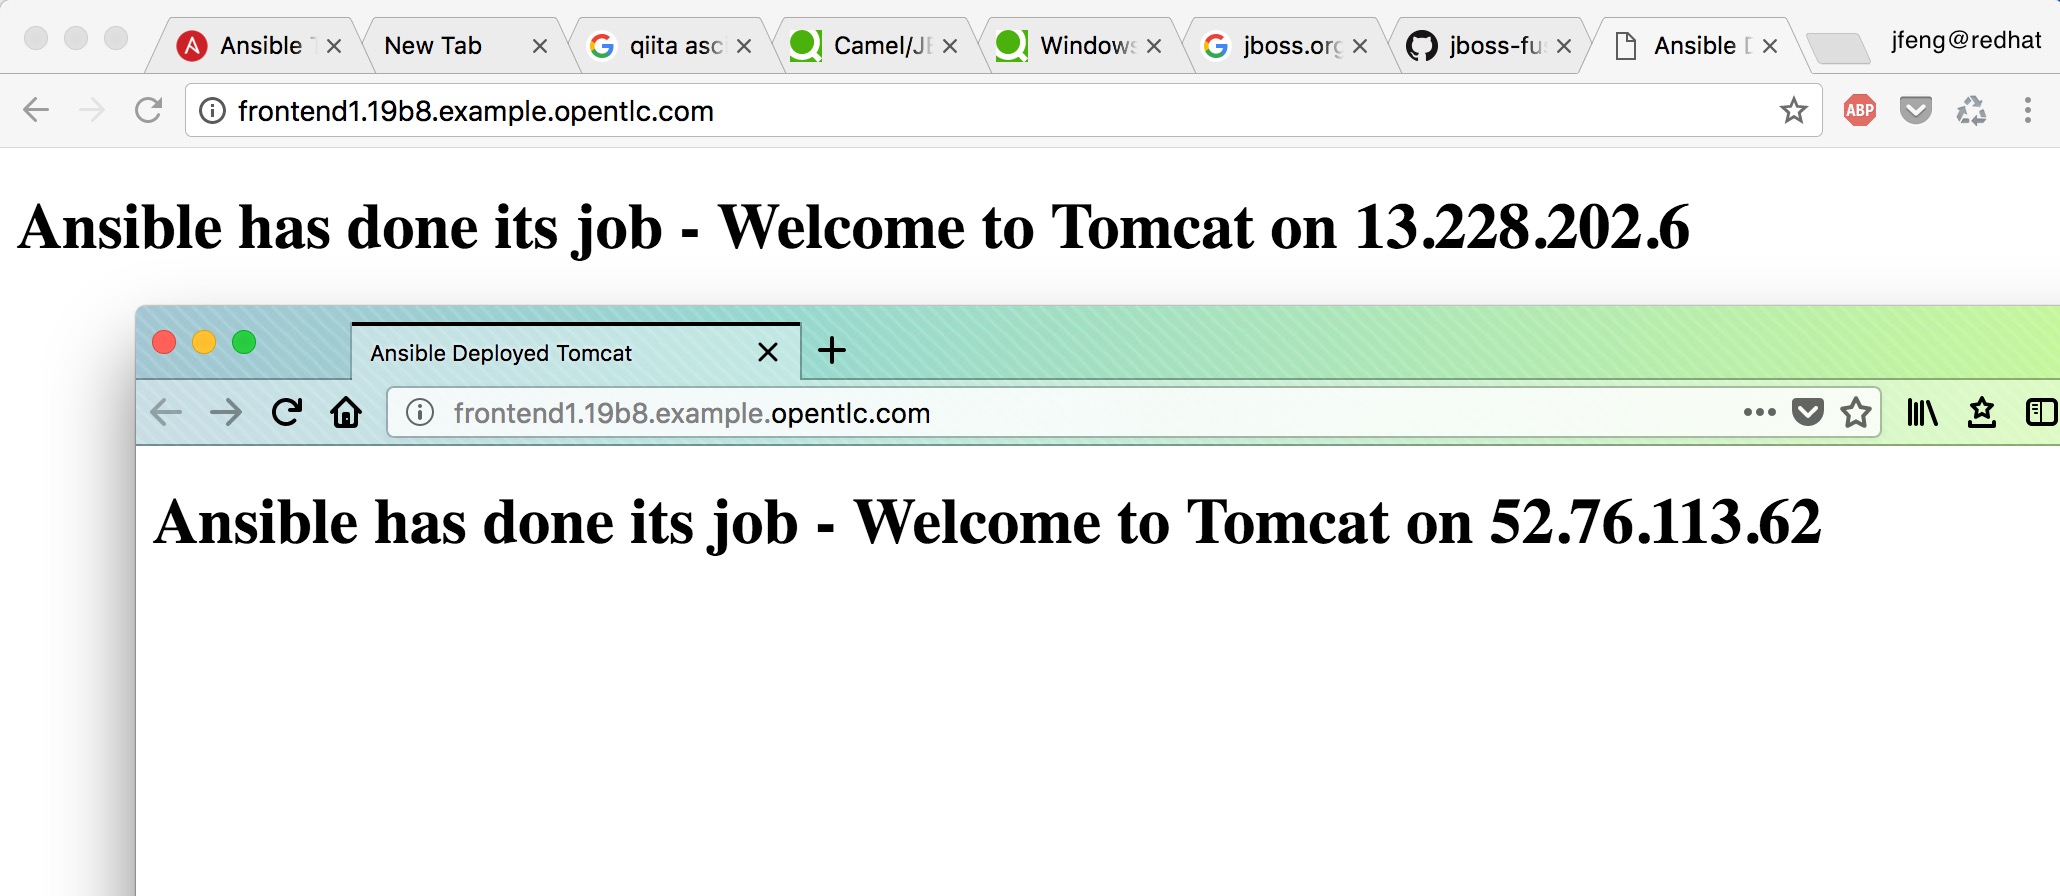 Ansible T
New Tab
qiita asc
Camel/JE
Windows
jboss.org
jboss-fus
Ansible D
jfeng@redhat
frontend1.19b8.example.opentlc.com
ABP
Ansible has done its job - Welcome to Tomcat on 13.228.202.6
Ansible Deployed Tomcat
frontend1.19b8.example.opentlc.com
Ansible has done its job - Welcome to Tomcat on 52.76.113.62